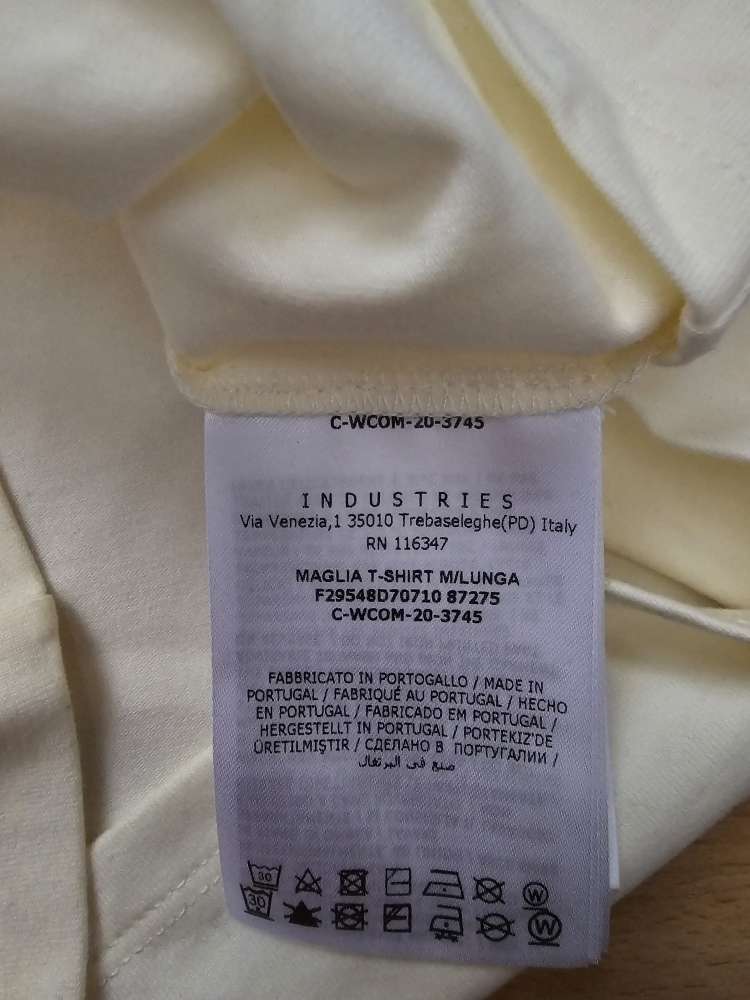 C-WCOM-20-3745
INDUSTRIES
Via Venezia,1 35010 Trebaseleghe(PD) Italy
RN 116347
MAGLIA T-SHIRT M/LUNGA
F29548D70710 87275
C-WCOM-20-3745
FABBRICATO IN PORTOGALLO / MADE IN
PORTUGAL / FABRIQUÉ AU PORTUGAL / HECHO
EN PORTUGAL / FABRICADO EM PORTUGAL /
HERGESTELLT IN PORTUGAL / PORTEKIZ'DE
ÜRETILMIŞTIR / СДЕЛАНО В ПОРТУГАЛИИ /
صنع في البرتغال
30 W
30 W